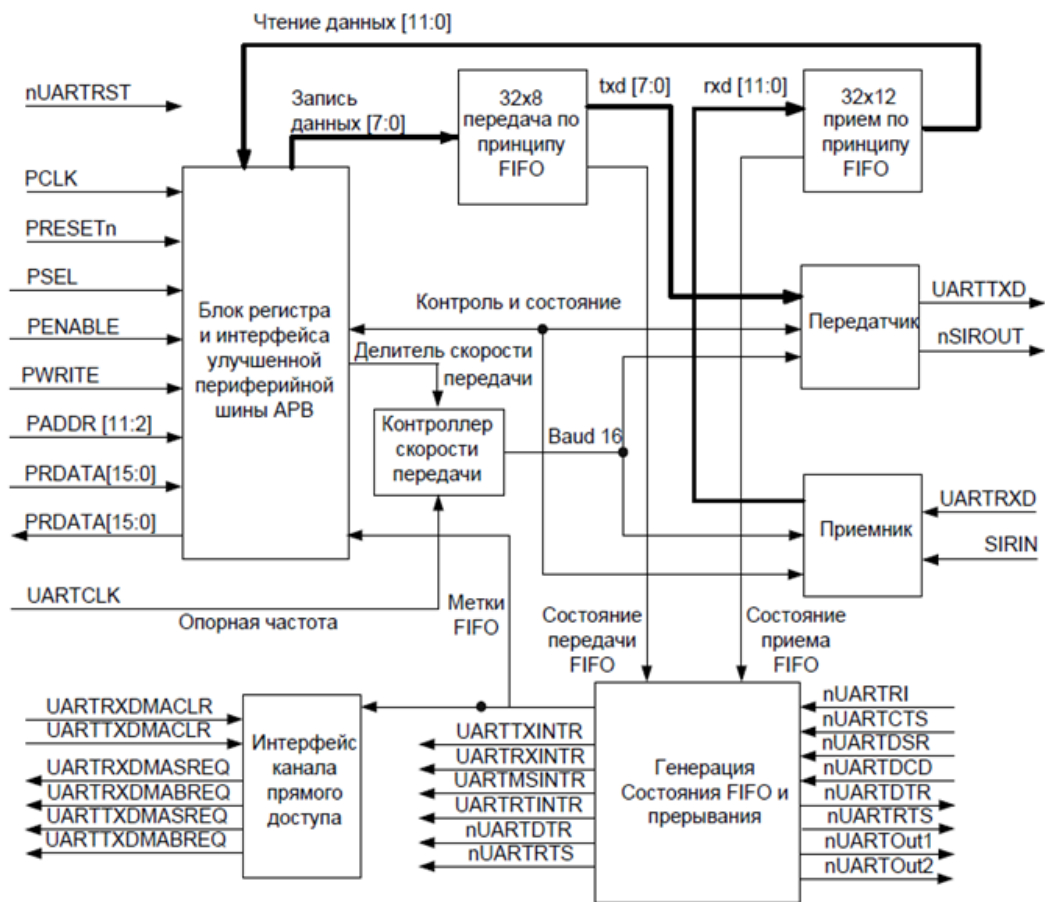 Чтение данных [11:0]
nUARTRST
Запись
данных [7:0]
32x8
передача по
принципу
FIFO
txd [7:0]
rxd [11:0]
32x12
прием по
принципу
FIFO
PCLK
PRESETn
PSEL
PENABLE
PWRITE
PADDR [11:2]
PRDATA[15:0]
PRDATA[15:0]
UARTCLK
Опорная частота
Блок регистра
и интерфейса
улучшенной
периферийной
шины APB
Контроль и состояние
Делитель скорости
передачи
Контроллер
скорости
передачи
Baud 16
Передатчик
UARTTXD
nSIROUT
Приемник
UARTRXD
SIRIN
Метки
FIFO
Состояние
передачи
FIFO
Состояние
приема
FIFO
UARTRXDMACLR
UARTTXDMACLR
UARTRXDMASREQ
UARTRXDMABREQ
UARTTXDMASREQ
UARTTXDMABREQ
Интерфейс
канала
прямого
доступа
UARTTXINTR
UARTRXINTR
UARTMSINTR
UARTRTINTR
nUARTDTR
nUARTRTS
Генерация
Состояния FIFO и
прерывания
nUARTRI
nUARTCTS
nUARTDSR
nUARTDCD
nUARTDTR
nUARTRTS
nUARTOut1
nUARTOut2